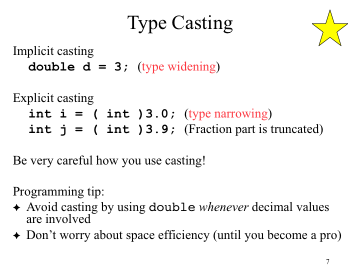 Type Casting
Implicit casting
double d = 3; (type widening)
Explicit casting
int i = ( int )3.0; (type narrowing)
int j = ( int )3.9; (Fraction part is truncated)
Be very careful how you use casting!
Programming tip:
✦ Avoid casting by using double whenever decimal values
are involved
✦ Don't worry about space efficiency (until you become a pro)
7